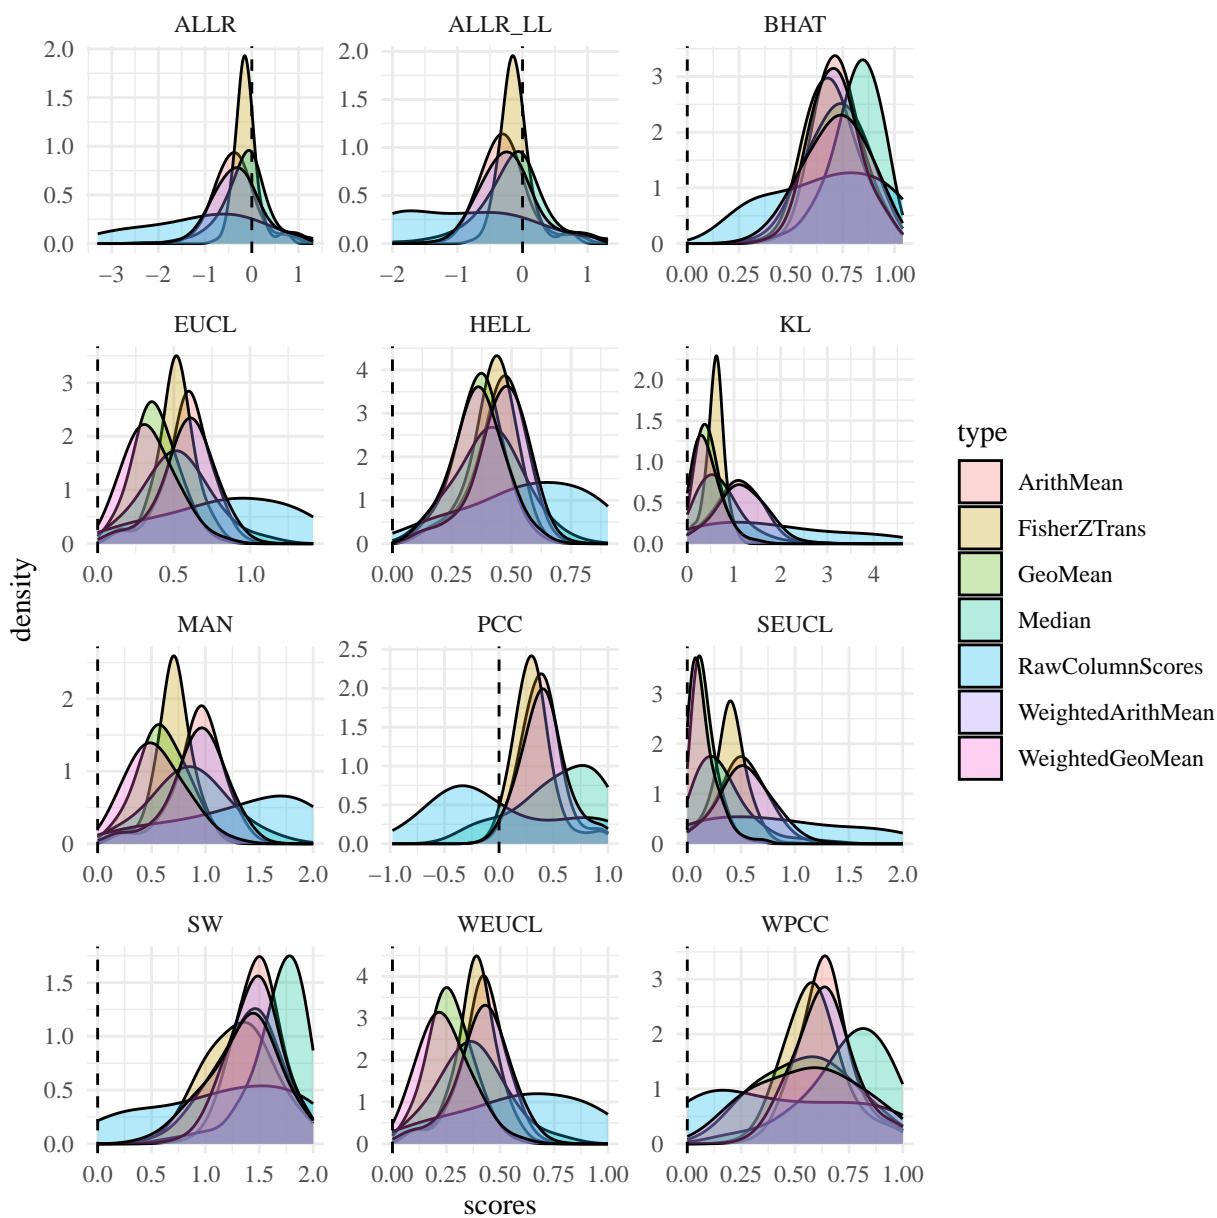 ALLR ALLR_LL BHAT
2.0
1.5
1.0
0.5
0.0
−3 −2 −1 0 1
2.0
1.5
1.0
0.5
0.0
−2 −1 0 1
3
2
1
0
0.00 0.25 0.50 0.75 1.00
EUCL HELL KL
3
2
1
0
0.0 0.5 1.0
4
3
2
1
0
0.00 0.25 0.50 0.75
2.0
1.5
1.0
0.5
0.0
0 1 2 3 4
MAN PCC SEUCL
2
1
0
0.0 0.5 1.0 1.5 2.0
2.5
2.0
1.5
1.0
0.5
0.0
−1.0 −0.5 0.0 0.5 1.0
3
2
1
0
0.0 0.5 1.0 1.5 2.0
SW WEUCL WPCC
1.5
1.0
0.5
0.0
0.0 0.5 1.0 1.5 2.0
4
3
2
1
0
0.00 0.25 0.50 0.75 1.00
3
2
1
0
0.00 0.25 0.50 0.75 1.00
scores
density
type
ArithMean
FisherZTrans
GeoMean
Median
RawColumnScores
WeightedArithMean
WeightedGeoMean